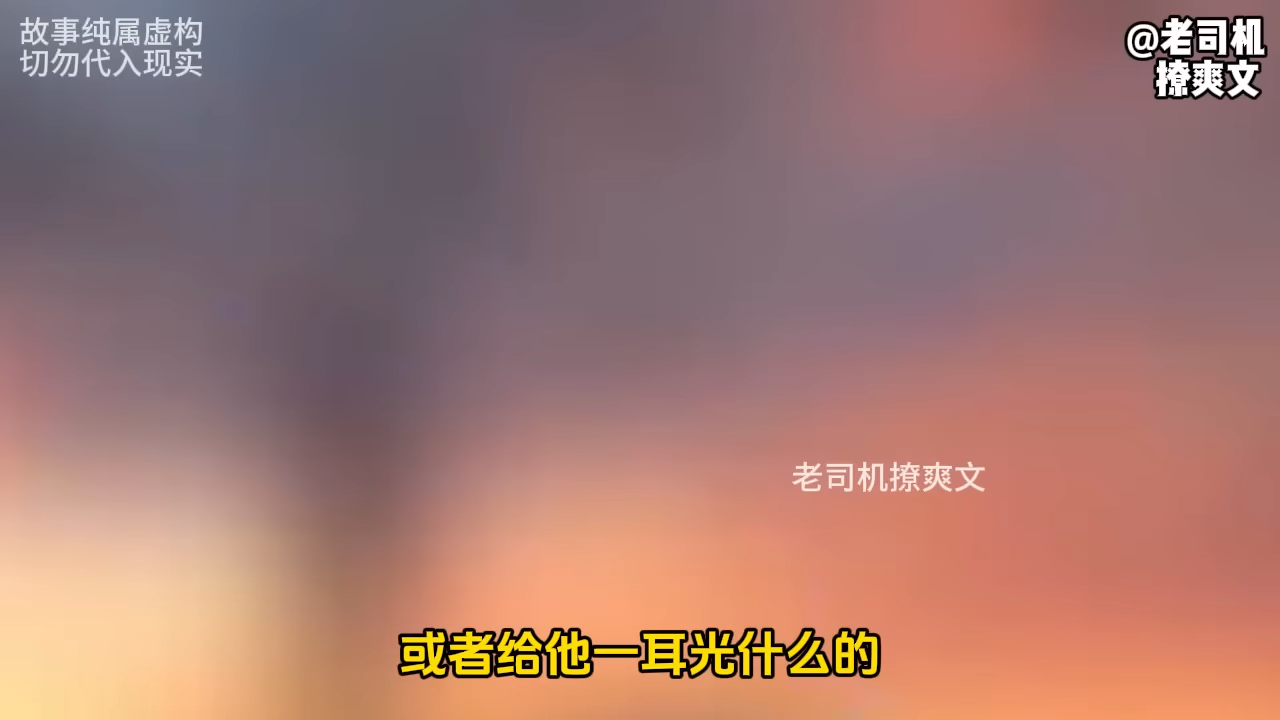 故事纯属虚构
切勿代入现实
@老司机
撩爽文
老司机撩爽文
或者给他一耳光什么的